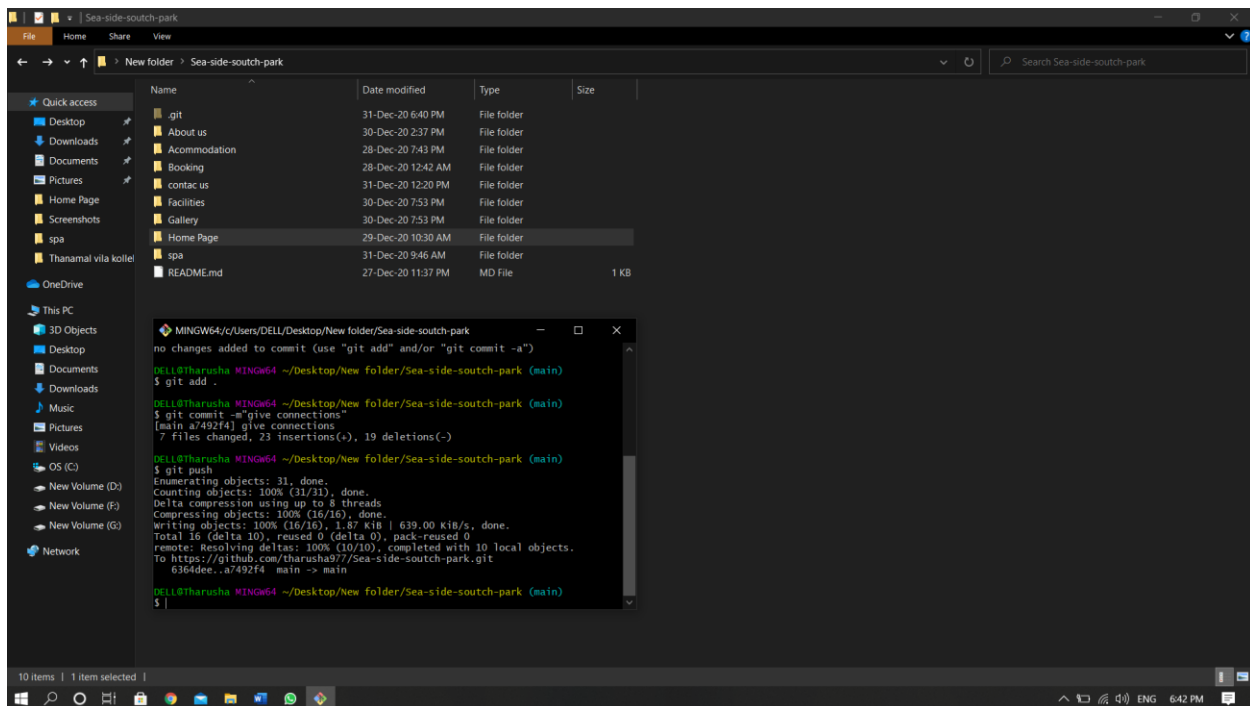 Sea-side-soutch-park
File Home Share View
New folder > Sea-side-soutch-park
Search Sea-side-soutch-park
Name Date modified Type Size
Quick access
Desktop
Downloads
Documents
Pictures
Home Page
Screenshots
spa
Thanamal vila kollel
OneDrive
This PC
3D Objects
Desktop
Documents
Downloads
Music
Pictures
Videos
OS (C:)
New Volume (D:)
New Volume (F:)
New Volume (G:)
Network
.git 31-Dec-20 6:40 PM File folder
About us 30-Dec-20 2:37 PM File folder
Acommodation 28-Dec-20 7:43 PM File folder
Booking 28-Dec-20 12:42 AM File folder
contac us 31-Dec-20 12:20 PM File folder
Facilities 30-Dec-20 7:53 PM File folder
Gallery 30-Dec-20 7:53 PM File folder
Home Page 29-Dec-20 10:30 AM File folder
spa 31-Dec-20 9:46 AM File folder
README.md 27-Dec-20 11:37 PM MD File 1 KB
MINGW64:/c/Users/DELL/Desktop/New folder/Sea-side-soutch-park
no changes added to commit (use "git add" and/or "git commit -a")
DELL@Tharusha MINGW64 ~/Desktop/New folder/Sea-side-soutch-park (main)
$ git add .
DELL@Tharusha MINGW64 ~/Desktop/New folder/Sea-side-soutch-park (main)
$ git commit -m"give connections"
[main a7492f4] give connections
7 files changed, 23 insertions(+), 19 deletions(-)
DELL@Tharusha MINGW64 ~/Desktop/New folder/Sea-side-soutch-park (main)
$ git push
Enumerating objects: 31, done.
Counting objects: 100% (31/31), done.
Delta compression using up to 8 threads
Compressing objects: 100% (16/16), done.
Writing objects: 100% (16/16), 1.87 KiB | 639.00 KiB/s, done.
Total 16 (delta 10), reused 0 (delta 0), pack-reused 0
remote: Resolving deltas: 100% (10/10), completed with 10 local objects.
To https://github.com/tharusha977/Sea-side-soutch-park.git
6364dee..a7492f4 main -> main
DELL@Tharusha MINGW64 ~/Desktop/New folder/Sea-side-soutch-park (main)
$
10 items | 1 item selected |
ENG 6:42 PM